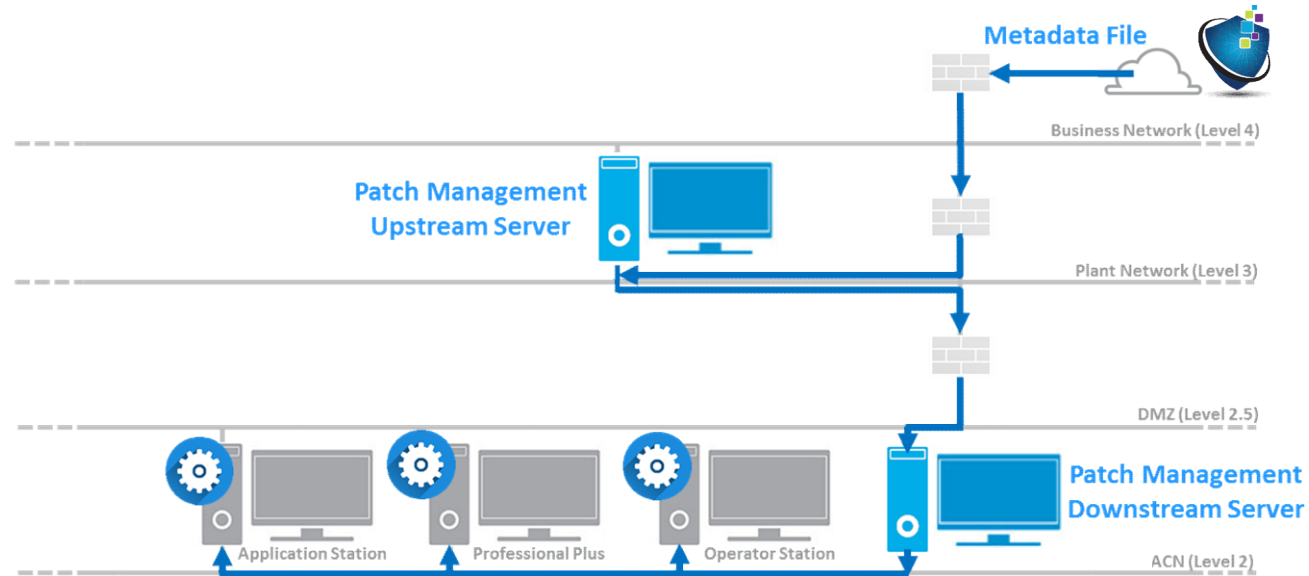 Metadata File
Business Network (Level 4)
Patch Management
Upstream Server
Plant Network (Level 3)
DMZ (Level 2.5)
Patch Management
Downstream Server
Application Station
Professional Plus
Operator Station
ACN (Level 2)